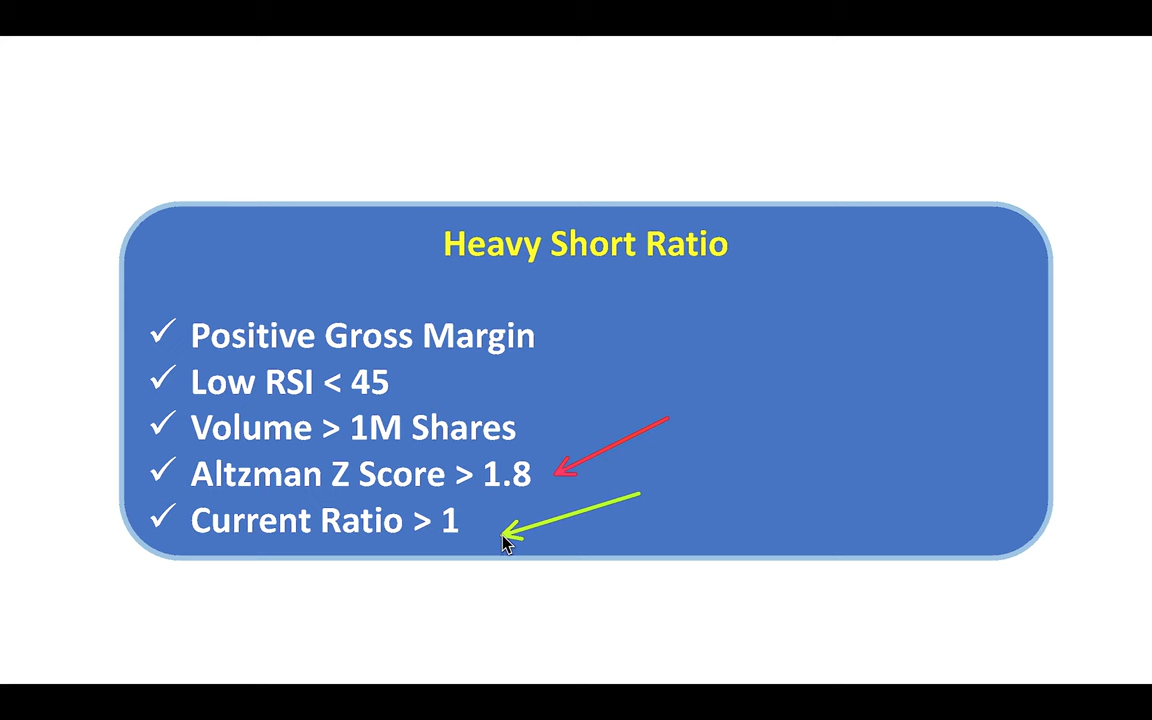 Heavy Short Ratio
✓ Positive Gross Margin
✓ Low RSI < 45
✓ Volume > 1M Shares
✓ Altzman Z Score > 1.8
✓ Current Ratio > 1